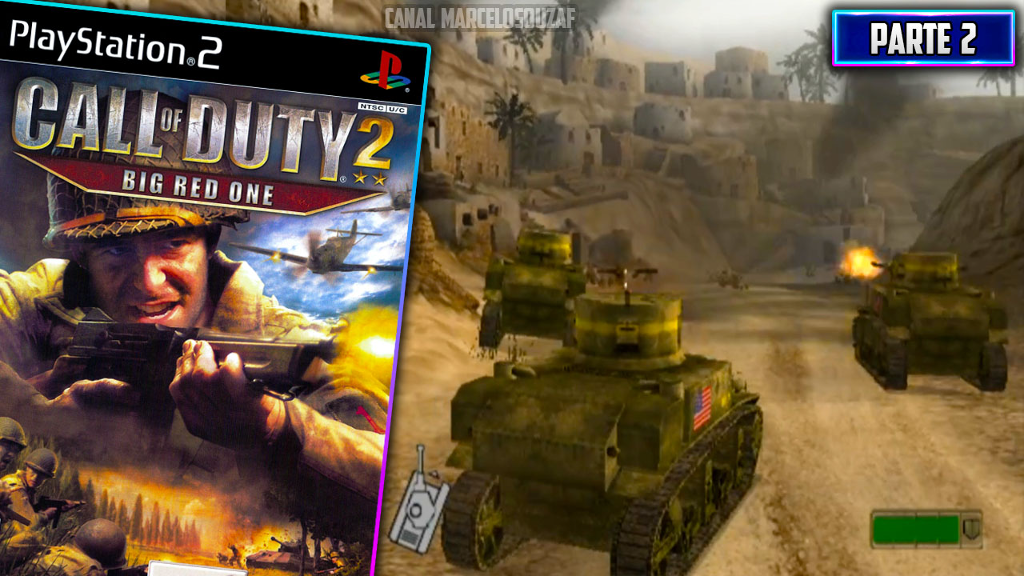 CANAL MARCELOSOUZAF
PARTE 2
PlayStation®2
NTSC U/C
CALL OF DUTY® 2
BIG RED ONE